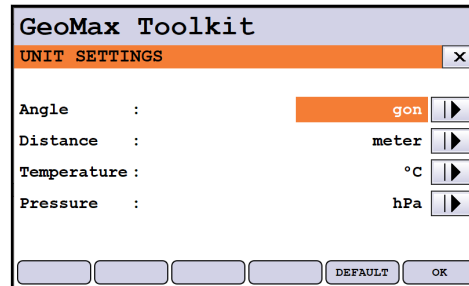 GeoMax Toolkit
UNIT SETTINGS X
Angle : gon
Distance : meter
Temperature : °C
Pressure : hPa
DEFAULT OK